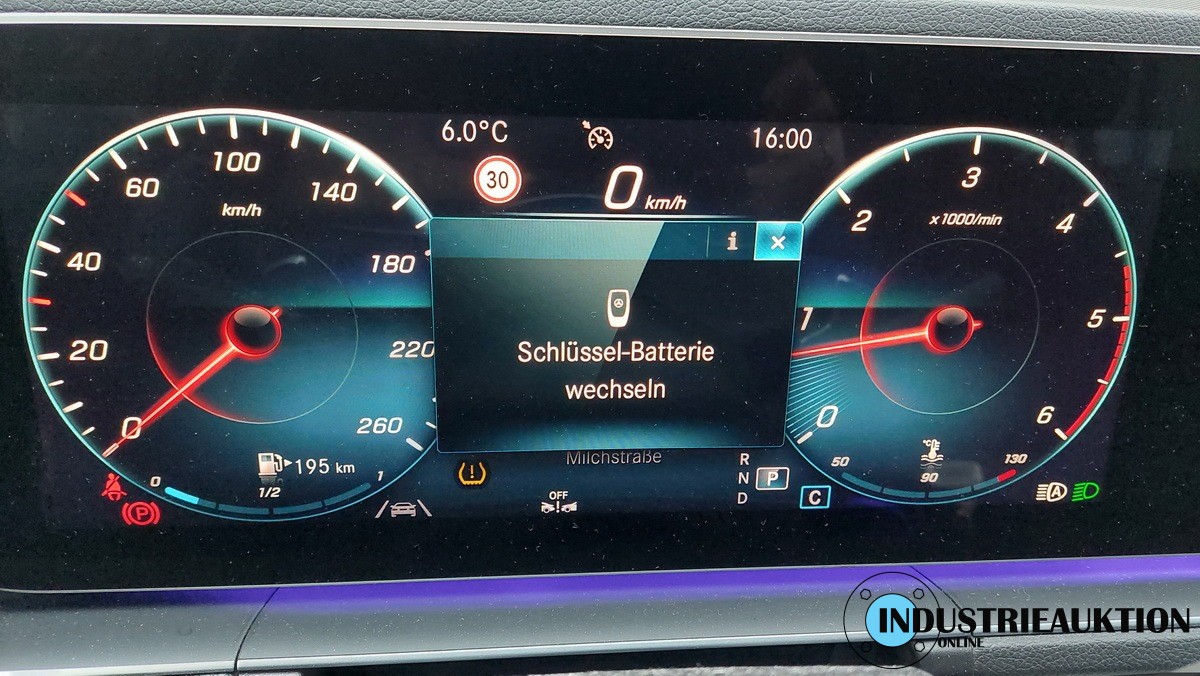 6.0°C
16:00
30
0 km/h
20
40
60
100
140
180
220
260
0
km/h
i
×
Schlüssel-Batterie
wechseln
Milchstraße
0
1
2
3
4
5
6
x1000/min
195 km
0
1/2
1
P
OFF
R
N
P
D
C
50
90
130
°C
A
INDUSTRIEAUKTION
ONLINE